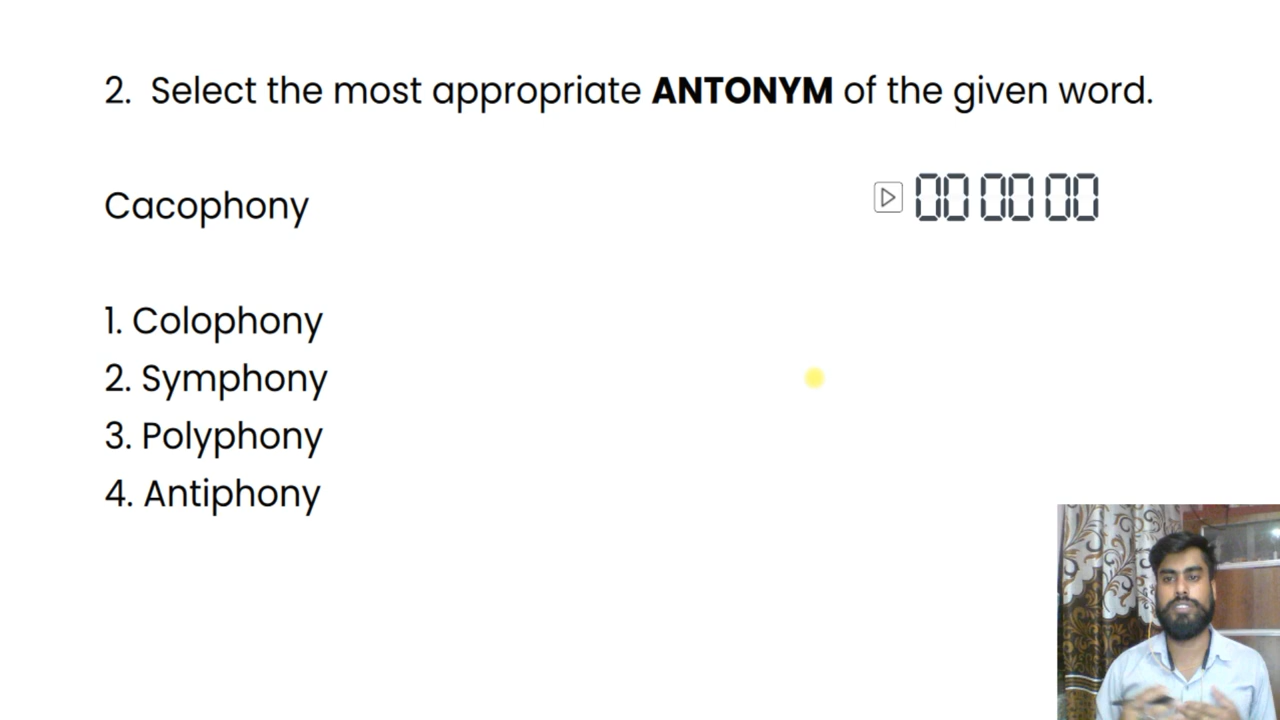 2. Select the most appropriate ANTONYM of the given word.
Cacophony
00 00 00
1. Colophony
2. Symphony
3. Polyphony
4. Antiphony